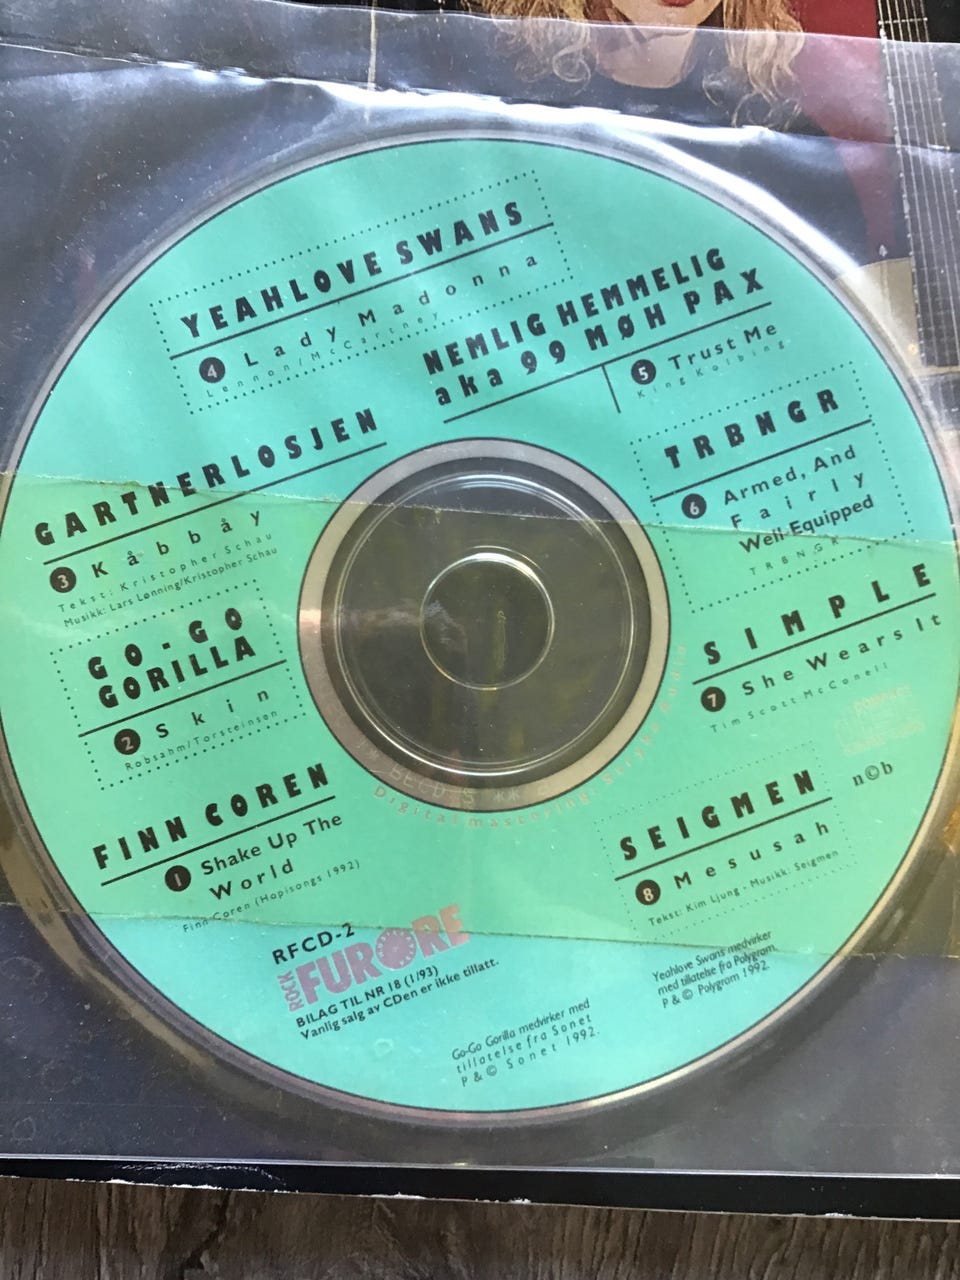 YEAHLOVE SWANS
4 Lady Madonna
Lennon/McCartney
NEMLIG HEMMELIG
aka 99 MØH PAX
5 Trust Me
King Kolbing
TRBNGR
6 Armed, And
Fairly
Well-Equipped
TRBNGR
SIMPLE
7 She Wears It
Tim Scott McConell
COMPACT
n©b
SEIGMEN
8 Mesusah
Tekst: Kim Ljung - Musikk: Seigmen
GARTNERLOSJEN
3 Kåbbåy
Tekst: Kristopher Schau
Musikk: Lars Lønning/Kristopher Schau
GO-GO
GORILLA
2 Skin
Robsahm/Torsteinsen
FINN COREN
1 Shake Up The
World
Finn Coren (Hopisongs 1992)
Digital mastering: Strype Audio
RFCD-2
ROCK FURORE
BILAG TIL NR 18 (1/93)
Vanlig salg av CDen er ikke tillatt.
Go-Go Gorilla medvirker med
tillatelse fra Sonet
P & © Sonet 1992.
Yeahlove Swans medvirker
med tillatelse fra Polygram
P & © Polygram 1992.